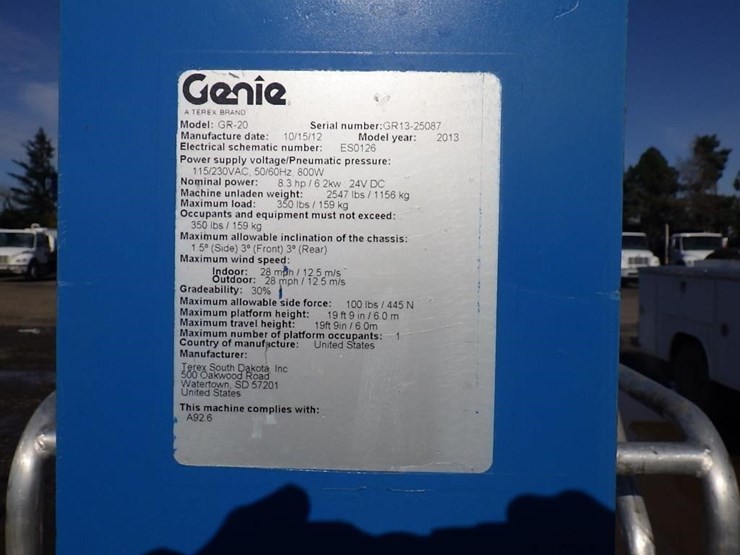 Genie
A TEREX BRAND
Model: GR-20 Serial number:GR13-25087
Manufacture date: 10/15/12 Model year: 2013
Electrical schematic number: ES0126
Power supply voltage/Pneumatic pressure:
115/230VAC, 50/60Hz, 800W
Nominal power: 8.3 hp / 6.2kw 24V DC
Machine unladen weight: 2547 lbs / 1156 kg
Maximum load: 350 lbs / 159 kg
Occupants and equipment must not exceed:
350 lbs / 159 kg
Maximum allowable inclination of the chassis:
1.5° (Side) 3° (Front) 3° (Rear)
Maximum wind speed:
Indoor: 28 mph / 12.5 m/s
Outdoor: 28 mph / 12.5 m/s
Gradeability: 30%
Maximum allowable side force: 100 lbs / 445 N
Maximum platform height: 19 ft 9 in / 6.0 m
Maximum travel height: 19ft 9in / 6.0m
Maximum number of platform occupants: 1
Country of manufacture: United States
Manufacturer:
Terex South Dakota, Inc
500 Oakwood Road
Watertown, SD 57201
United States
This machine complies with:
A92.6